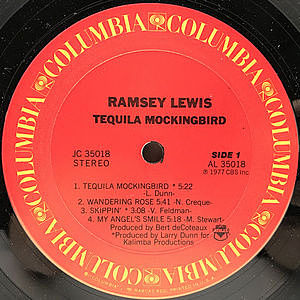 COLUMBIA COLUMBIA COLUMBIA COLUMBIA COLUMBIA COLUMBIA
RAMSEY LEWIS
TEQUILA MOCKINGBIRD
JC 35018
STEREO
SIDE 1
AL 35018
℗ 1977 CBS Inc
1. TEQUILA MOCKINGBIRD * 5:22
-L. Dunn-
2. WANDERING ROSE 5:41 -N. Creque-
3. SKIPPIN' * 3:08 -V. Feldman-
4. MY ANGEL'S SMILE 5:18 -M. Stewart-
Produced by Bert deCoteaux
*Produced by Larry Dunn for
Kalimba Productions